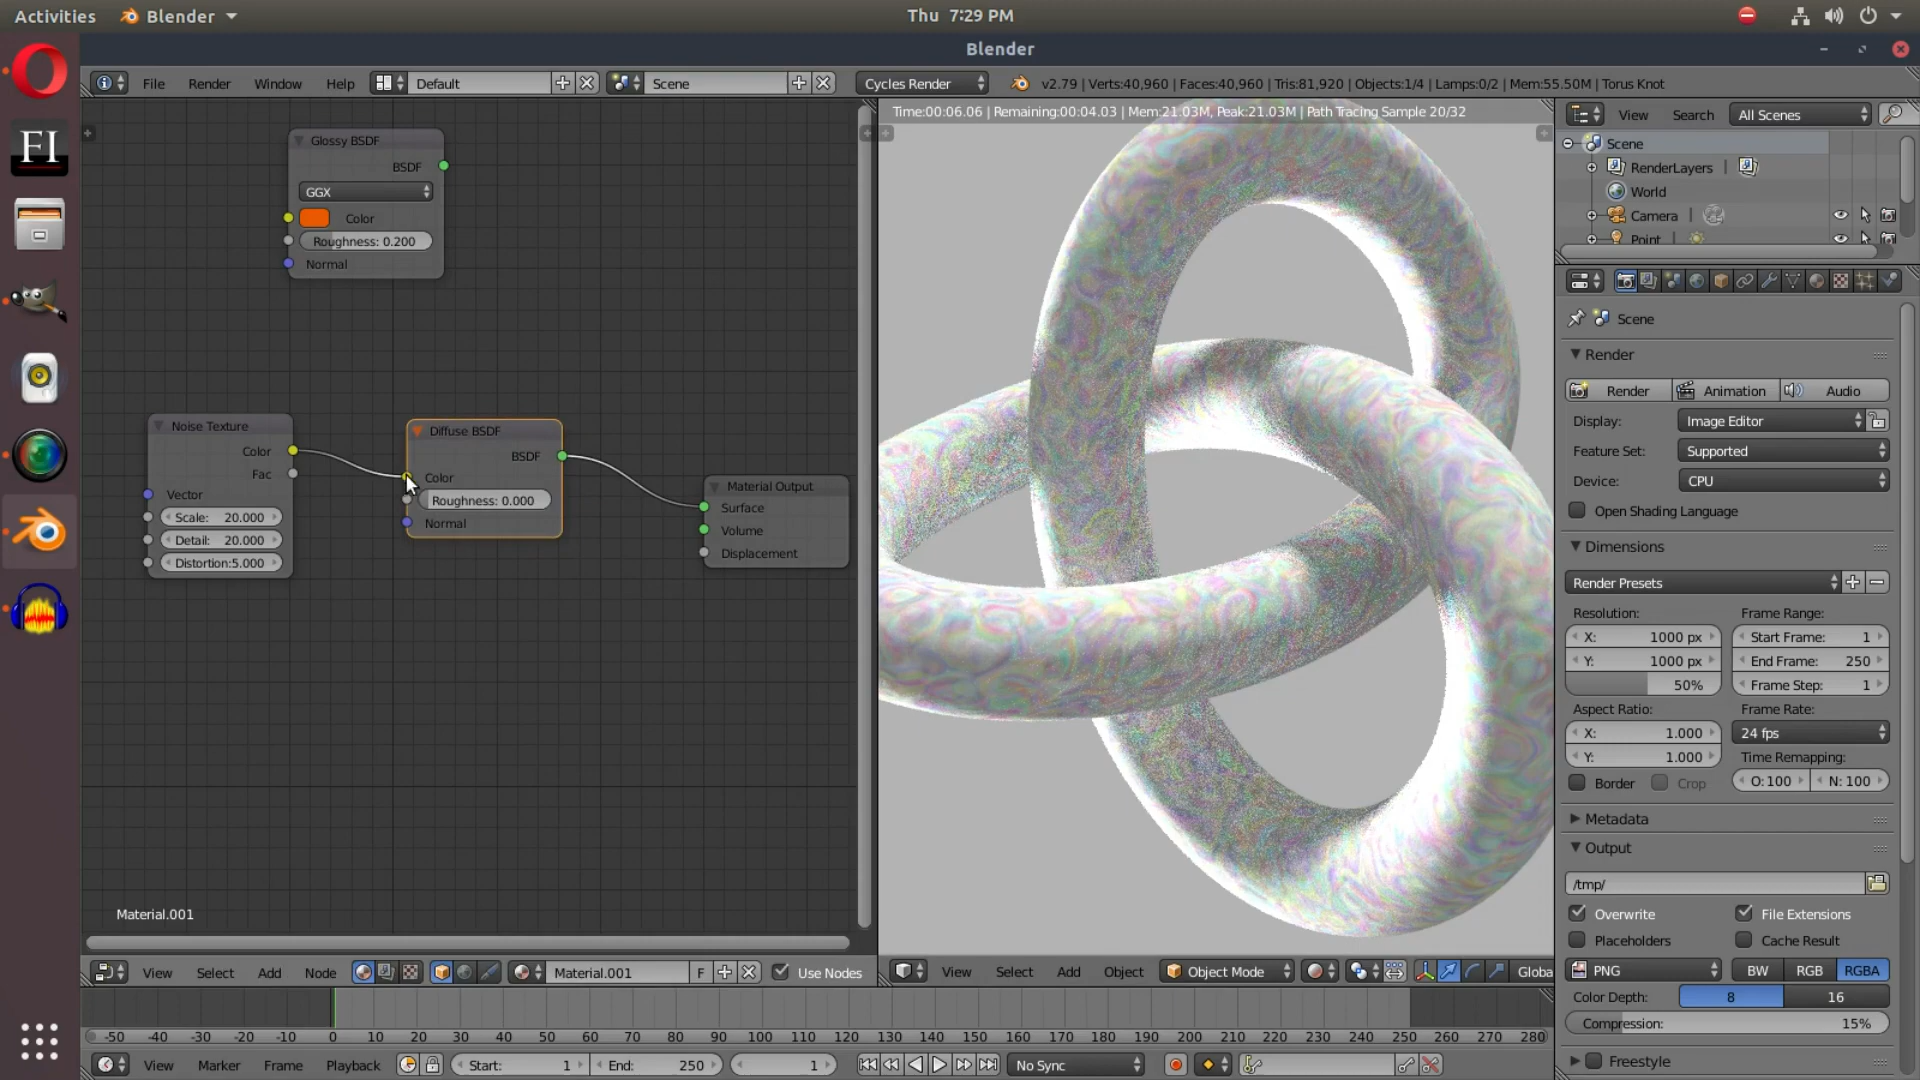 Activities Blender Thu 7:29 PM
Blender
File Render Window Help Default Scene Cycles Render v2.79 | Verts:40,960 | Faces:40,960 | Tris:81,920 | Objects:1/4 | Lamps:0/2 | Mem:55.50M | Torus Knot
Time:00:06.06 | Remaining:00:04.03 | Mem:21.03M, Peak:21.03M | Path Tracing Sample 20/32
View Search All Scenes
Scene
RenderLayers |
World
Camera |
Point
FI
Glossy BSDF
BSDF
GGX
Color
Roughness: 0.200
Normal
Noise Texture
Color
Fac
Vector
Scale: 20.000
Detail: 20.000
Distortion:5.000
Diffuse BSDF
BSDF
Color
Roughness: 0.000
Normal
Material Output
Surface
Volume
Displacement
Material.001
Scene
Render
Render Animation Audio
Display: Image Editor
Feature Set: Supported
Device: CPU
Open Shading Language
Dimensions
Render Presets
Resolution: Frame Range:
X: 1000 px Start Frame: 1
Y: 1000 px End Frame: 250
50% Frame Step: 1
Aspect Ratio: Frame Rate:
X: 1.000 24 fps
Y: 1.000 Time Remapping:
Border Crop O:100 N: 100
Metadata
Output
/tmp/
Overwrite File Extensions
Placeholders Cache Result
PNG BW RGB RGBA
Color Depth: 8 16
Compression: 15%
Freestyle
View Select Add Node Material.001 F Use Nodes
View Select Add Object Object Mode Globa
-50 -40 -30 -20 -10 0 10 20 30 40 50 60 70 80 90 100 110 120 130 140 150 160 170 180 190 200 210 220 230 240 250 260 270 280
View Marker Frame Playback Start: 1 End: 250 1 No Sync